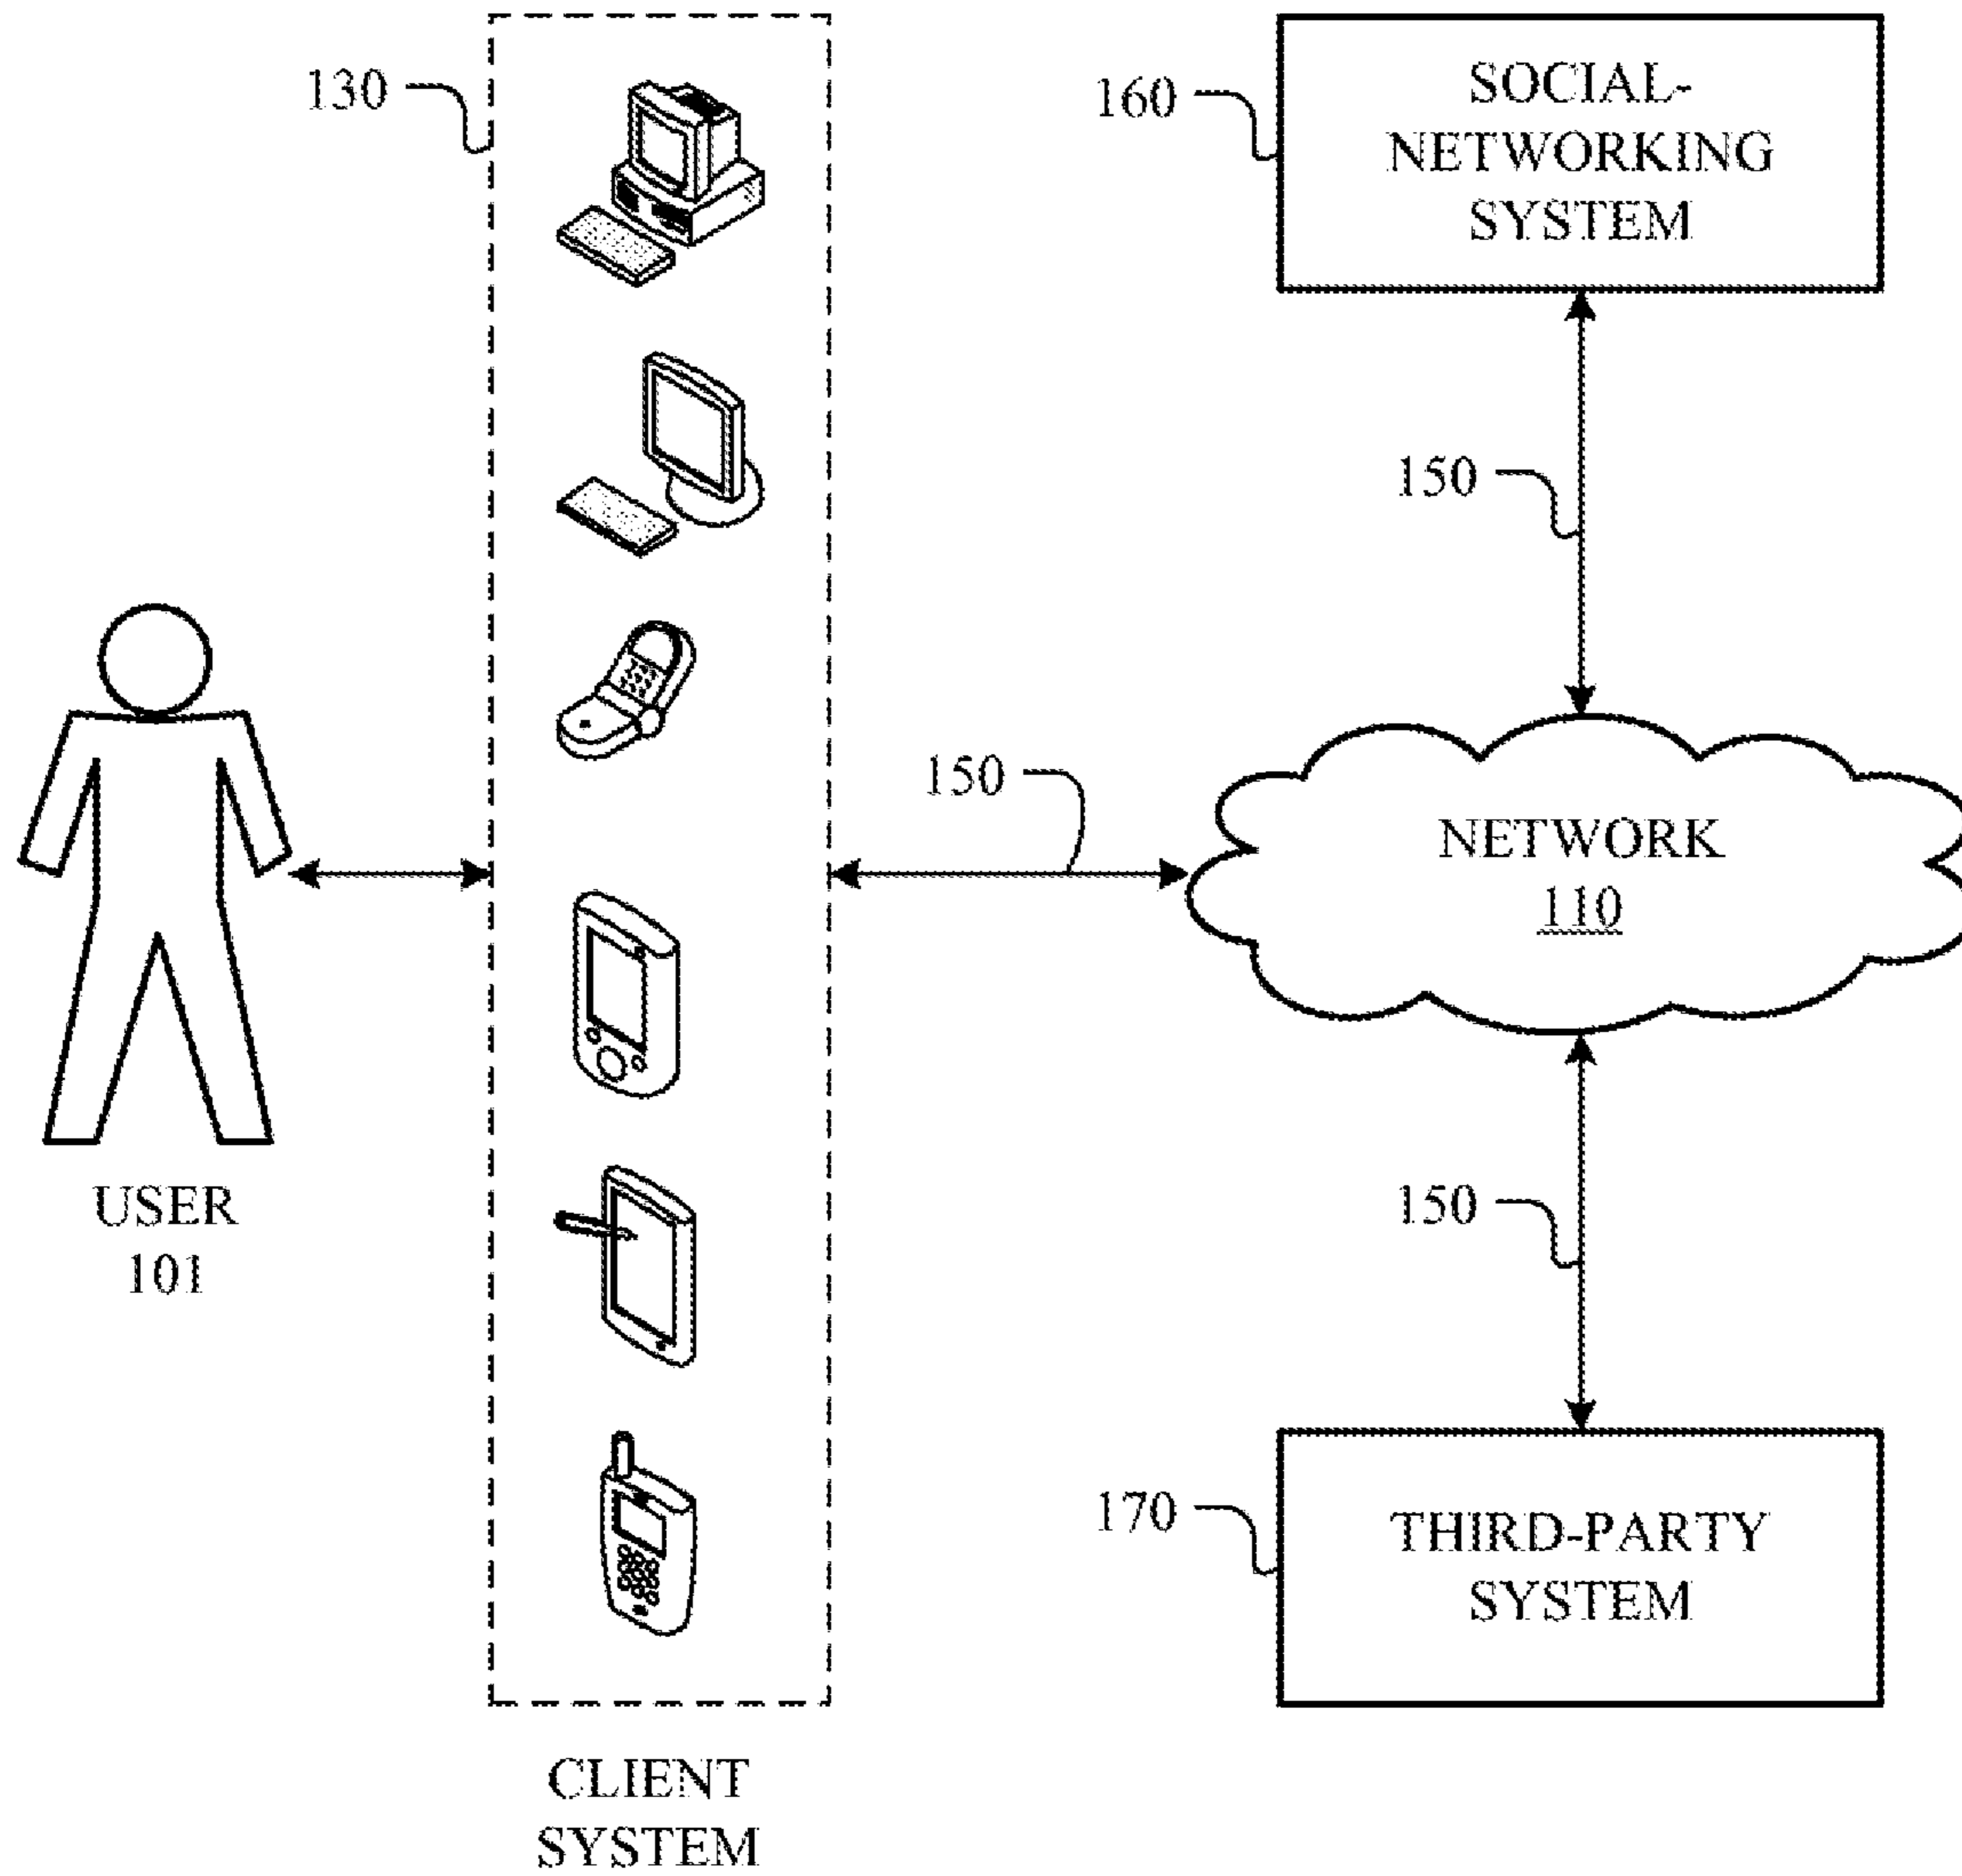 130
160
SOCIAL-
NETWORKING
SYSTEM
150
150
NETWORK
110
USER
101
150
170
THIRD-PARTY
SYSTEM
CLIENT
SYSTEM